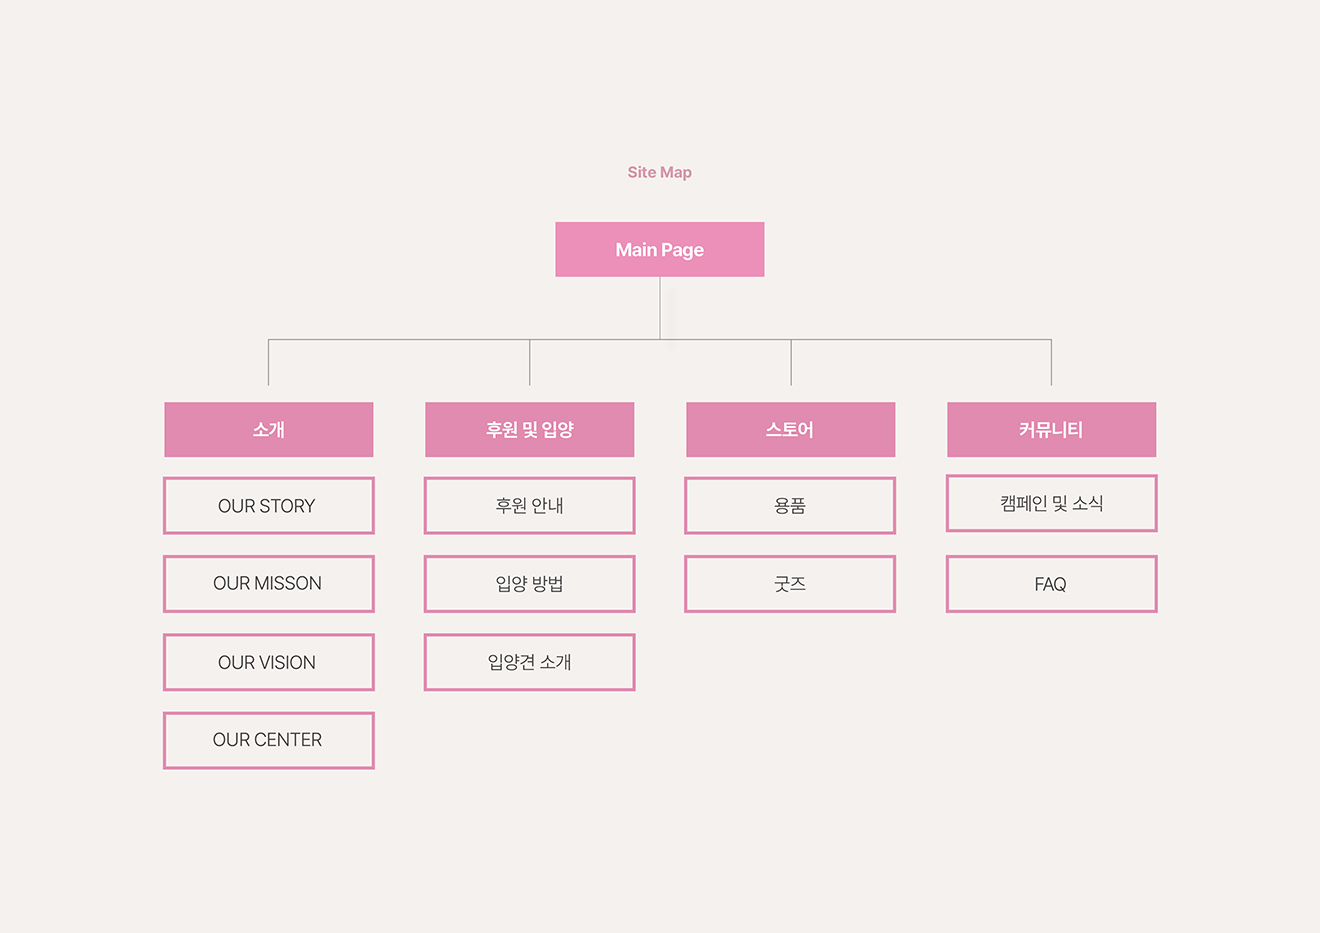 Site Map
Main Page
소개
OUR STORY
OUR MISSON
OUR VISION
OUR CENTER
후원 및 입양
후원 안내
입양 방법
입양견 소개
스토어
용품
굿즈
커뮤니티
캠페인 및 소식
FAQ